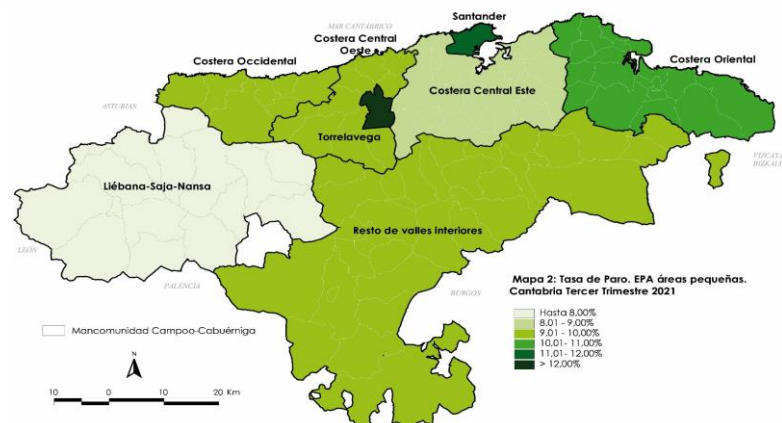 MAR CANTÁBRICO
Santander
Costera Central
Oeste
Costera Occidental
Costera Oriental
Costera Central Este
ASTURIAS
Torrelavega
VIZCAYA
BIZKAIA
Liébana-Saja-Nansa
Resto de valles interiores
LEÓN
PALENCIA
BURGOS
Mapa 2: Tasa de Paro. EPA áreas pequeñas.
Cantabria Tercer Trimestre 2021
Hasta 8,00%
8,01 - 9,00%
9,01 - 10,00%
10,01- 11,00%
11,01- 12,00%
> 12,00%
Mancomunidad Campoo-Cabuérniga
N
10 0 10 20 Km